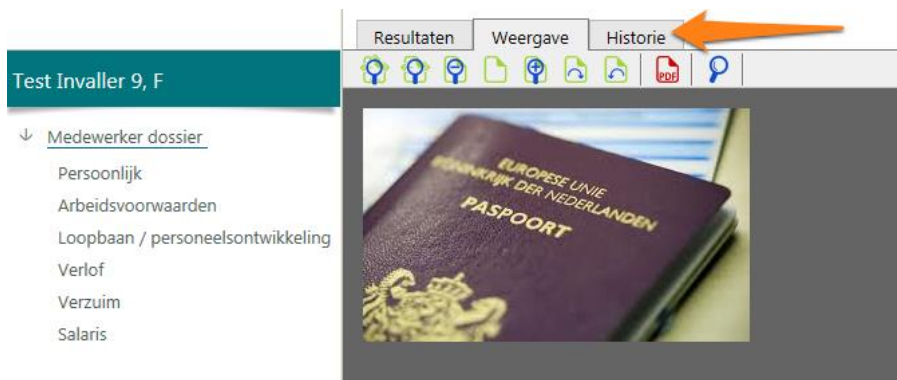 Resultaten Weergave Historie
PDF
Test Invaller 9, F
Medewerker dossier
Persoonlijk
Arbeidsvoorwaarden
Loopbaan / personeelsontwikkeling
Verlof
Verzuim
Salaris
EUROPESE UNIE
KONINKRIJK DER NEDERLANDEN
PASPOORT